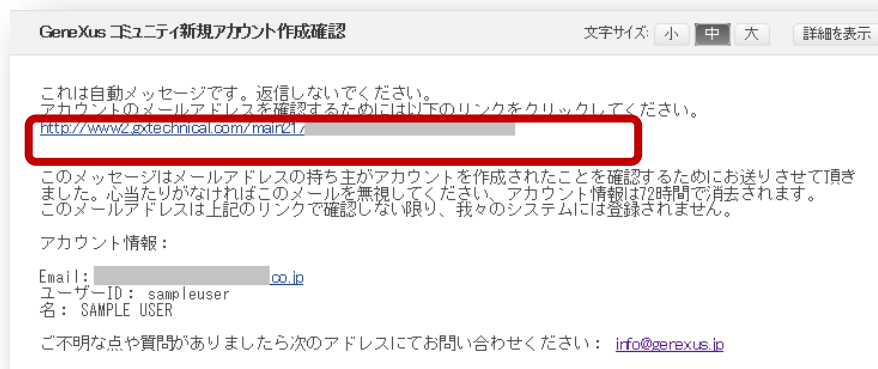 GeneXus コミュニティ新規アカウント作成確認
文字サイズ: 小 中 大 詳細を表示
これは自動メッセージです。返信しないでください。
アカウントのメールアドレスを確認するためには以下のリンクをクリックしてください。
http://www2.gxtechnical.com/main21/
このメッセージはメールアドレスの持ち主がアカウントを作成されたことを確認するためにお送りさせて頂き
ました。心当たりがなければこのメールを無視してください、アカウント情報は72時間で消去されます。
このメールアドレスは上記のリンクで確認しない限り、我々のシステムには登録されません。
アカウント情報：
Email: co.jp
ユーザーID： sampleuser
名： SAMPLE USER
ご不明な点や質問がありましたら次のアドレスにてお問い合わせください： info@genexus.jp